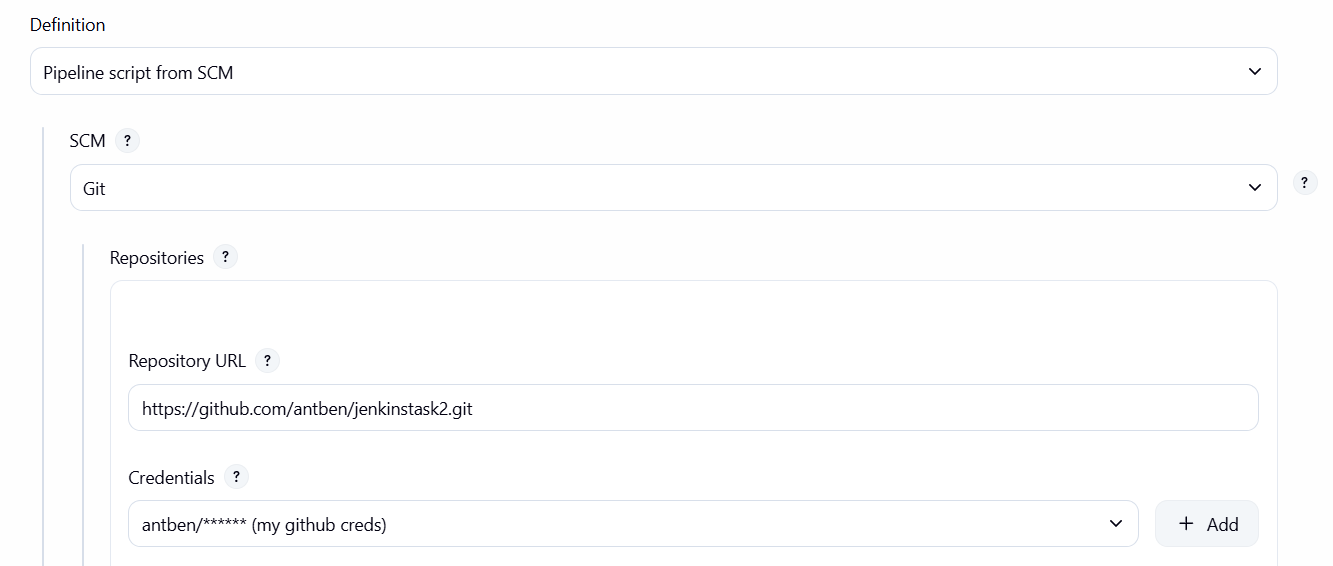 Definition
Pipeline script from SCM
SCM ?
Git
?
Repositories ?
Repository URL ?
https://github.com/antben/jenkinstask2.git
Credentials ?
antben/****** (my github creds)
+ Add